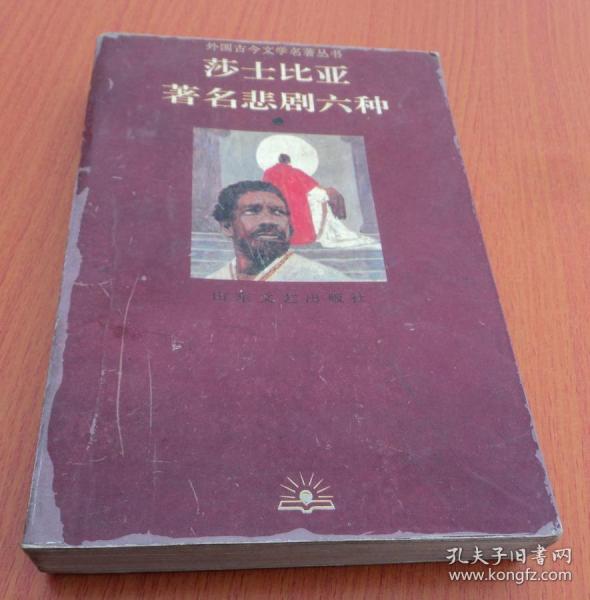 外国古今文学名著丛书
莎士比亚
著名悲剧六种
山东文艺出版社
孔夫子旧书网
www.kongfz.com